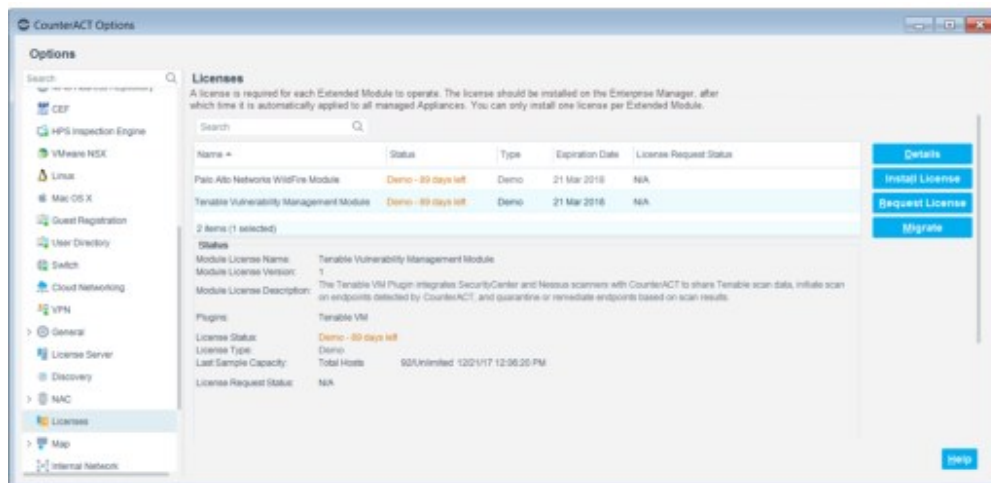 CounterACT Options
Options
Search
CEF
HPS Inspection Engine
VMware NSX
Linux
Mac OS X
Guest Registration
User Directory
Switch
Cloud Networking
VPN
General
License Server
Discovery
NAC
Licenses
Map
Internal Network
Licenses
A license is required for each Extended Module to operate. The license should be installed on the Enterprise Manager, after
which time it is automatically applied to all managed Appliances. You can only install one license per Extended Module.
Search
Name Status Type Expiration Date License Request Status
Palo Alto Networks WildFire Module Demo - 89 days left Demo 21 Mar 2018 N/A
Tenable Vulnerability Management Module Demo - 89 days left Demo 21 Mar 2018 N/A
2 items (1 selected)
Status
Module License Name: Tenable Vulnerability Management Module
Module License Version: 1
Module License Description: The Tenable VM Plugin integrates SecurityCenter and Nessus scanners with CounterACT to share Tenable scan data, initiate scan
on endpoints detected by CounterACT, and quarantine or remediate endpoints based on scan results.
Plugins: Tenable VM
License Status: Demo - 89 days left
License Type: Demo
Last Sample Capacity: Total Hosts 92/Unlimited 12/21/17 12:06:20 PM
License Request Status: N/A
Details
Install License
Request License
Migrate
Help